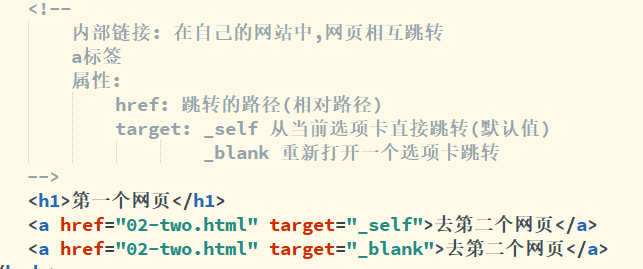 <!--
内部链接: 在自己的网站中,网页相互跳转
a标签
属性:
href: 跳转的路径(相对路径)
target: _self 从当前选项卡直接跳转(默认值)
_blank 重新打开一个选项卡跳转
-->
<h1>第一个网页</h1>
<a href="02-two.html" target="_self">去第二个网页</a>
<a href="02-two.html" target="_blank">去第二个网页</a>